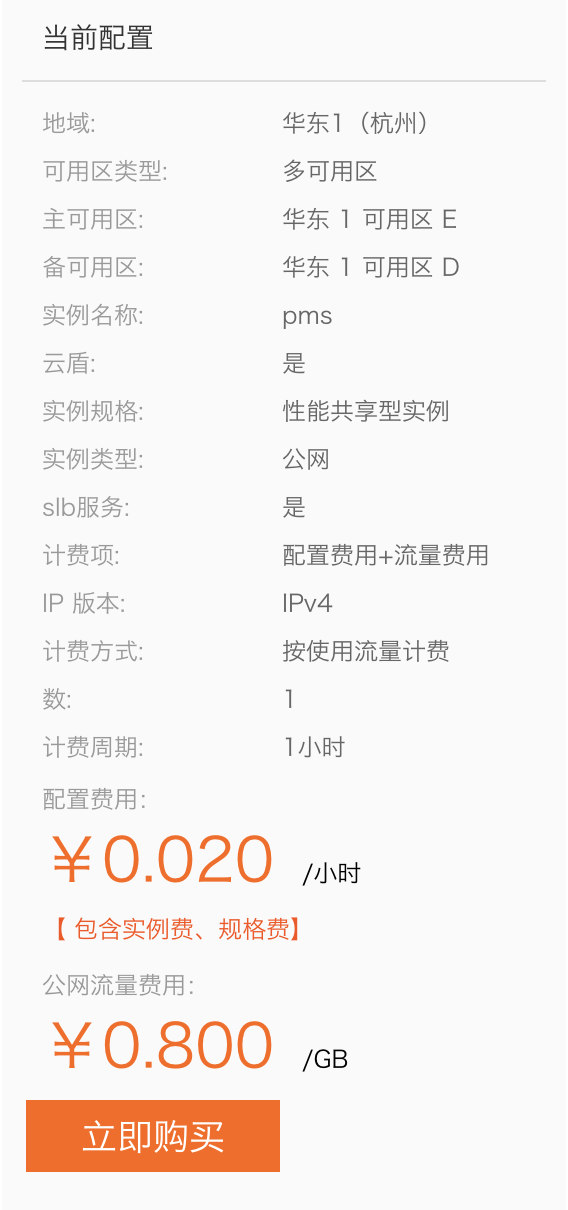 当前配置
地域: 华东1（杭州）
可用区类型: 多可用区
主可用区: 华东 1 可用区 E
备可用区: 华东 1 可用区 D
实例名称: pms
云盾: 是
实例规格: 性能共享型实例
实例类型: 公网
slb服务: 是
计费项: 配置费用+流量费用
IP 版本: IPv4
计费方式: 按使用流量计费
数: 1
计费周期: 1小时
配置费用:
￥0.020 /小时
【 包含实例费、规格费】
公网流量费用:
￥0.800 /GB
立即购买